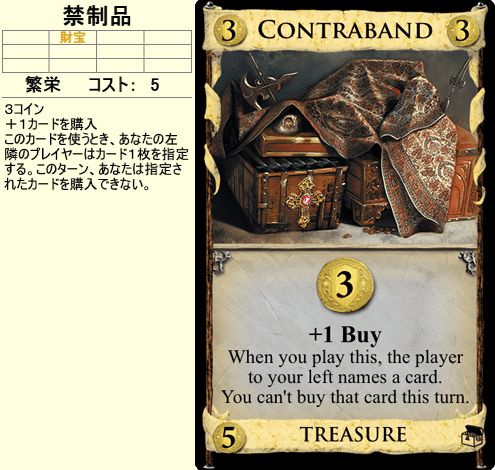 禁制品
財宝
繁栄 コスト： 5
３コイン
＋１カードを購入
このカードを使うとき、あなたの左
隣のプレイヤーはカード１枚を指定
する。このターン、あなたは指定さ
れたカードを購入できない。
3 CONTRABAND 3
3
+1 Buy
When you play this, the player
to your left names a card.
You can't buy that card this turn.
5 TREASURE